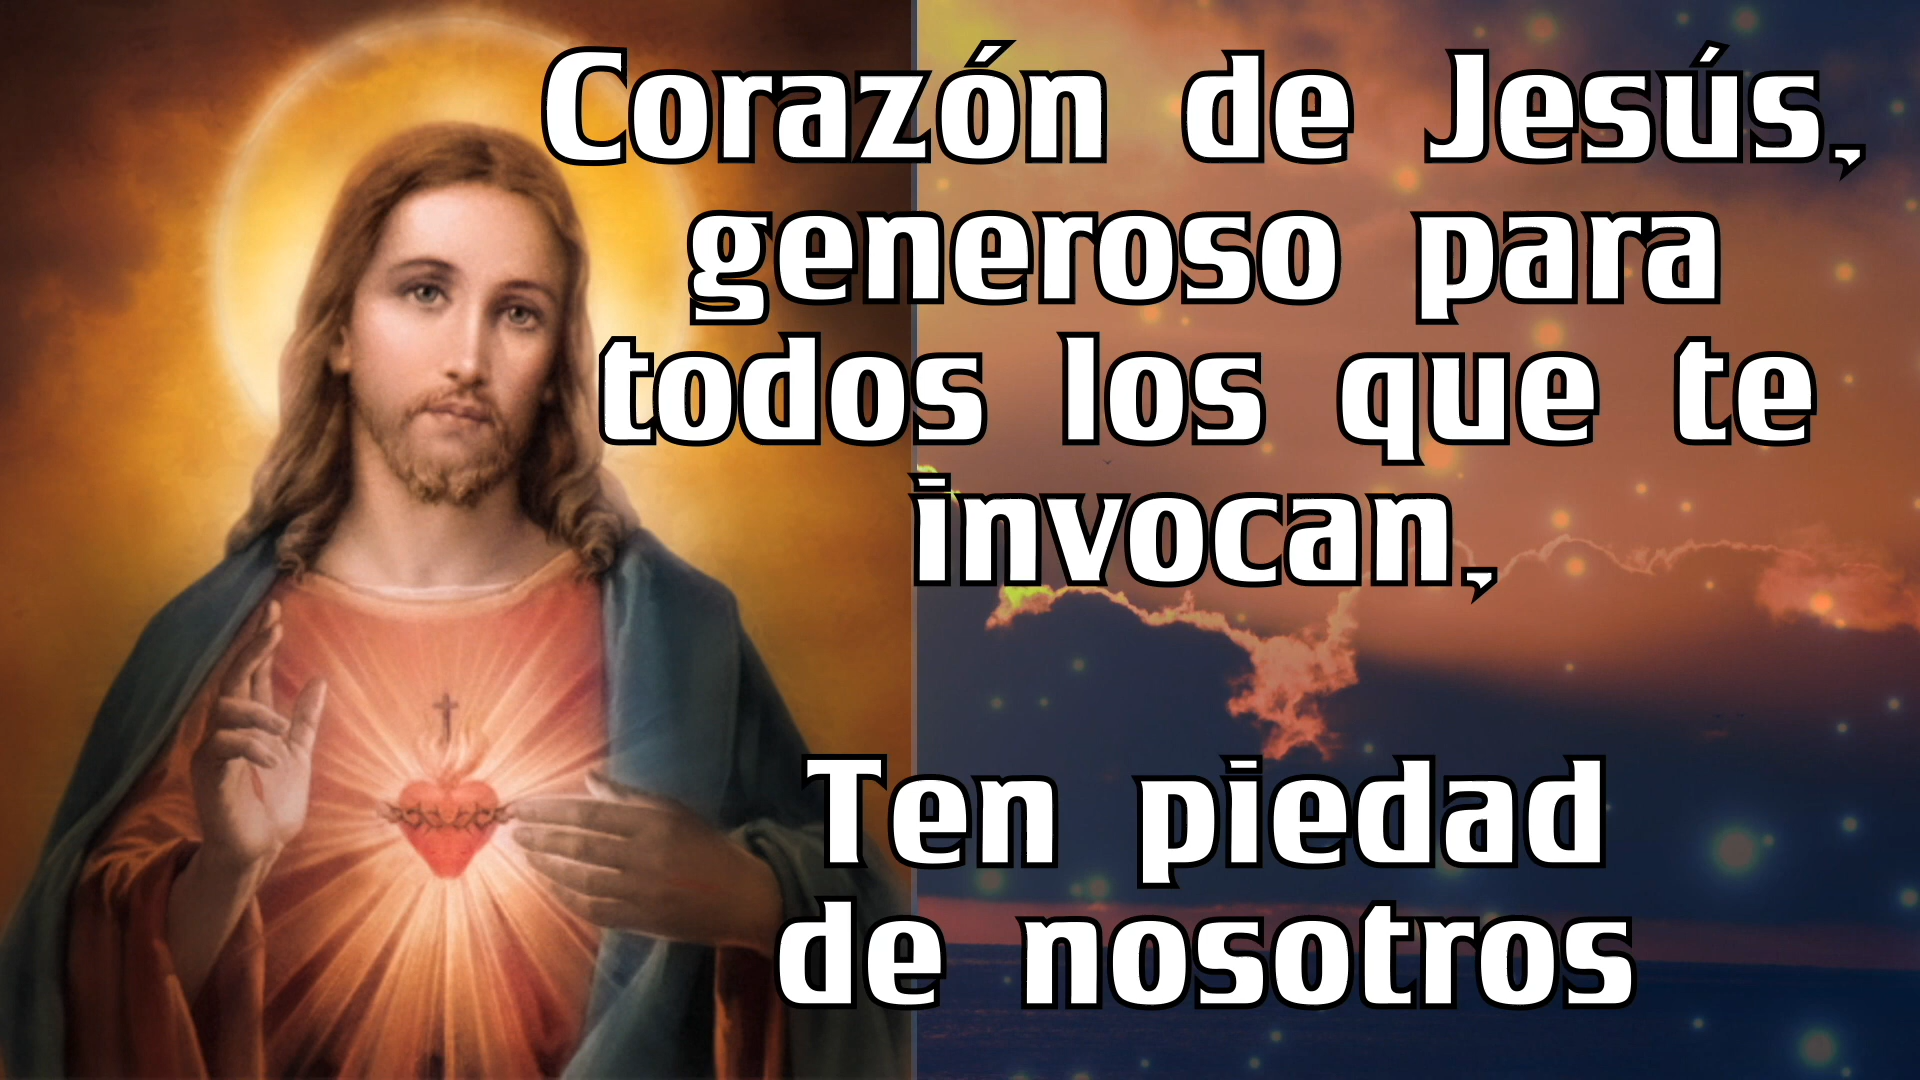 Corazón de Jesús,
generoso para
todos los que te
invocan,
Ten piedad
de nosotros